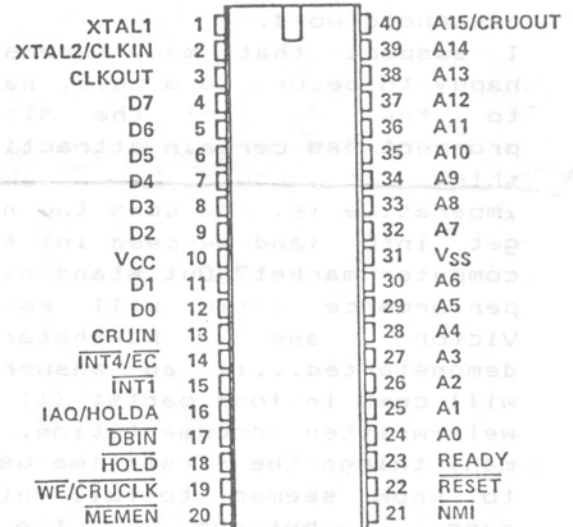 XTAL1 1 40 A15/CRUOUT
XTAL2/CLKIN 2 39 A14
CLKOUT 3 38 A13
D7 4 37 A12
D6 5 36 A11
D5 6 35 A10
D4 7 34 A9
D3 8 33 A8
D2 9 32 A7
VCC 10 31 VSS
D1 11 30 A6
D0 12 29 A5
CRUIN 13 28 A4
INT4/EC 14 27 A3
INT1 15 26 A2
IAQ/HOLDA 16 25 A1
DBIN 17 24 A0
HOLD 18 23 READY
WE/CRUCLK 19 22 RESET
MEMEN 20 21 NMI